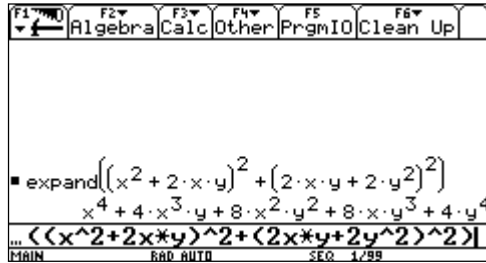 F1 F2 Algebra F3 Calc F4 Other F5 PrgmIO F6 Clean Up
▪ expand((x² + 2·x·y)² + (2·x·y + 2·y²)²)
x⁴ + 4·x³·y + 8·x²·y² + 8·x·y³ + 4·y⁴
…((x^2+2x*y)^2+(2x*y+2y^2)^2)
MAIN RAD AUTO SEQ 1/99